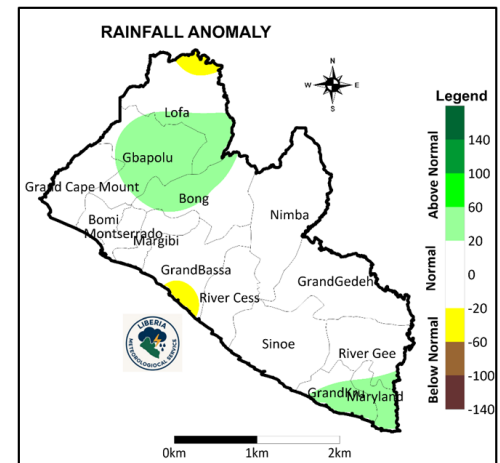 RAINFALL ANOMALY
N
W E
S
Legend
Lofa
Gbapolu
Grand Cape Mount
Bong
Bomi
Montserrado
Margibi
Nimba
GrandBassa
River Cess
GrandGedeh
Sinoe
River Gee
GrandKru
Maryland
LIBERIA
METEOROLOGICAL SERVICE
Above Normal
Normal
Below Normal
140
100
60
20
0
-20
-60
-100
-140
0km 1km 2km